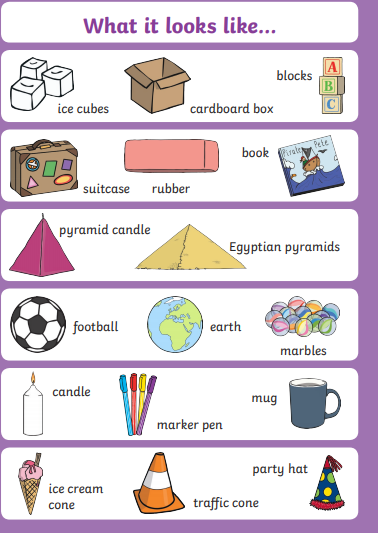 What it looks like...
blocks
A
B
C
ice cubes
cardboard box
book
Pirate Pete
suitcase
rubber
pyramid candle
Egyptian pyramids
football
earth
marbles
candle
marker pen
mug
party hat
ice cream
cone
traffic cone